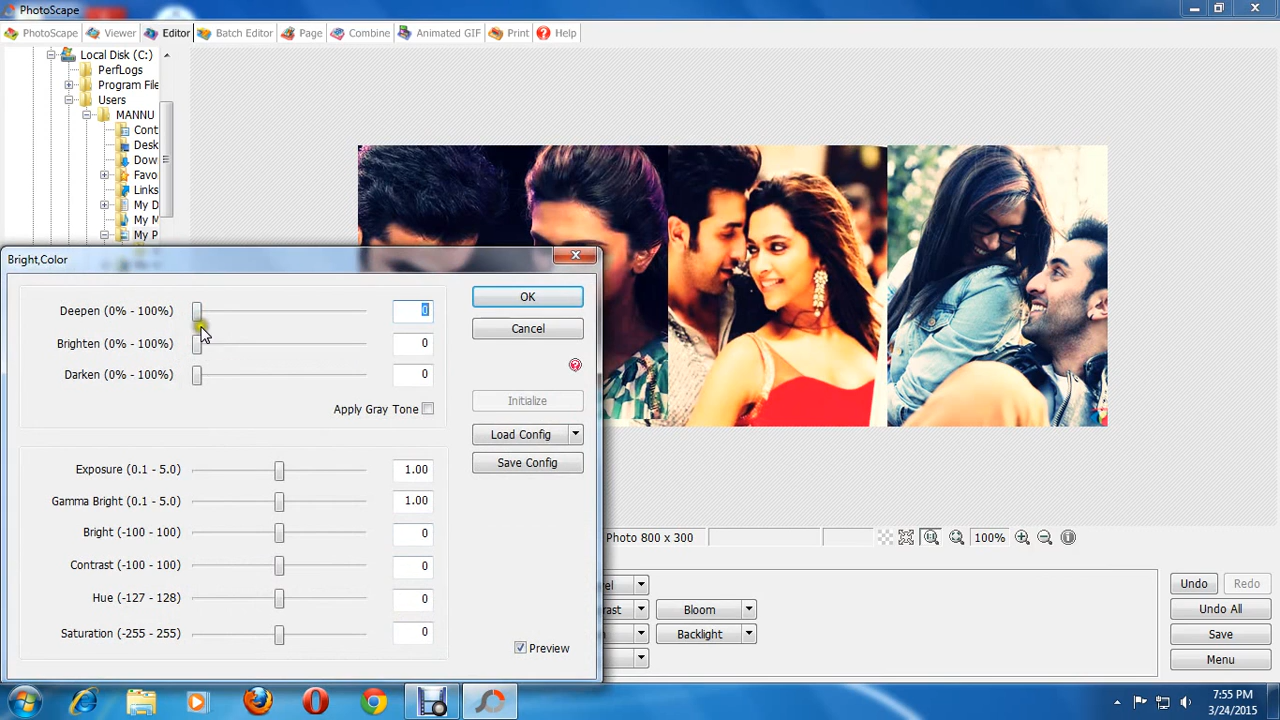 PhotoScape
PhotoScape Viewer Editor Batch Editor Page Combine Animated GIF Print Help
Local Disk (C:)
PerfLogs
Program File
Users
MANNU
Cont
Desk
Dow
Favo
Links
My D
My M
My P
Bright,Color
Deepen (0% - 100%) 0
OK
Brighten (0% - 100%) 0
Cancel
Darken (0% - 100%) 0
Apply Gray Tone
Initialize
Load Config
Save Config
Exposure (0.1 - 5.0) 1.00
Gamma Bright (0.1 - 5.0) 1.00
Bright (-100 - 100) 0
Contrast (-100 - 100) 0
Hue (-127 - 128) 0
Saturation (-255 - 255) 0
Preview
Photo 800 x 300
100%
vel
rast
Bloom
Backlight
Undo Redo
Undo All
Save
Menu
7:55 PM
3/24/2015